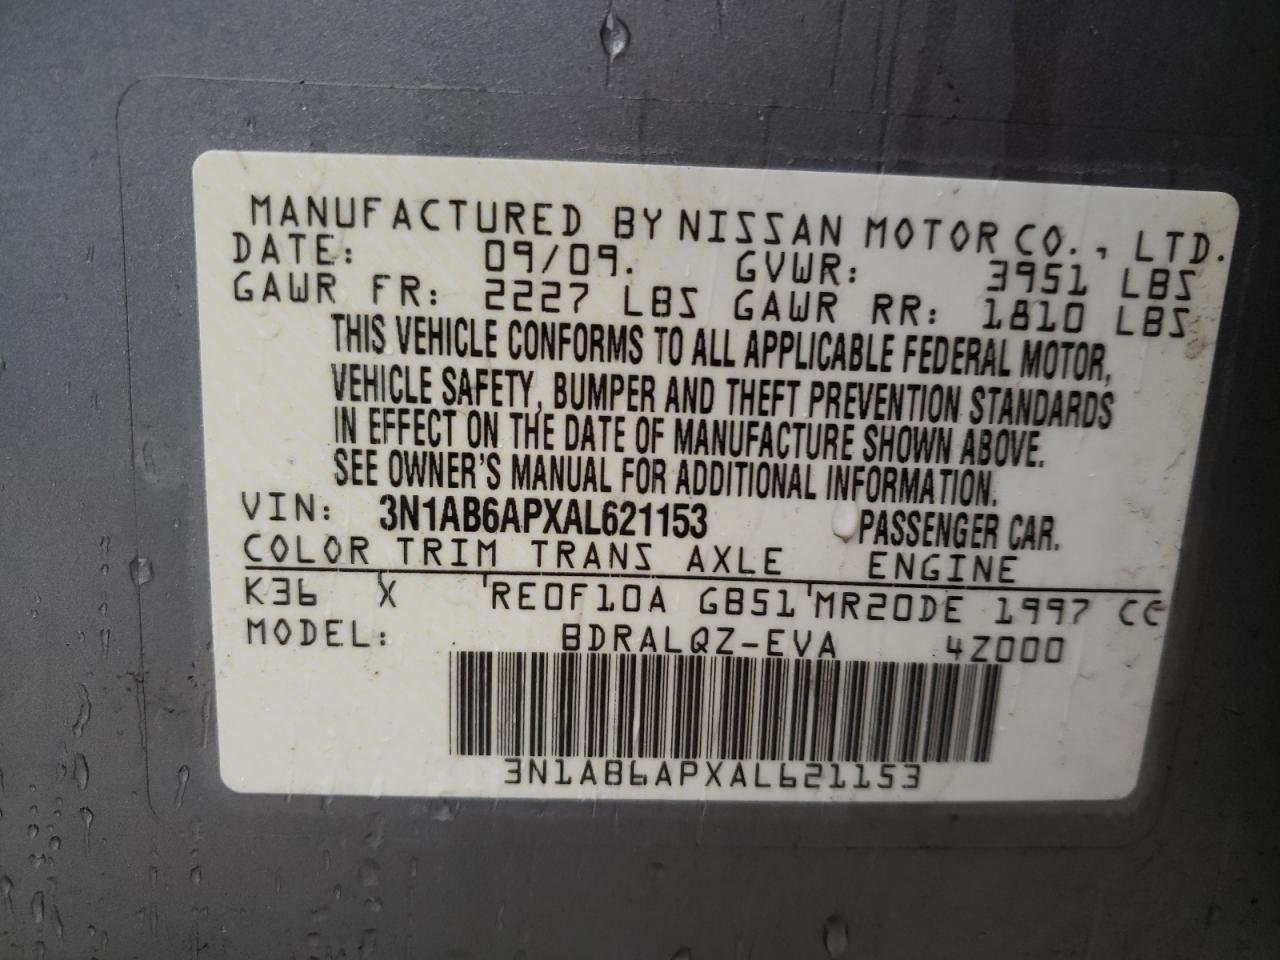 MANUFACTURED BY NISSAN MOTOR CO., LTD.
DATE: 09/09. GVWR: 3951 LBS
GAWR FR: 2227 LBS GAWR RR: 1810 LBS
THIS VEHICLE CONFORMS TO ALL APPLICABLE FEDERAL MOTOR,
VEHICLE SAFETY, BUMPER AND THEFT PREVENTION STANDARDS
IN EFFECT ON THE DATE OF MANUFACTURE SHOWN ABOVE.
SEE OWNER'S MANUAL FOR ADDITIONAL INFORMATION.
VIN: 3N1AB6APXAL621153 PASSENGER CAR.
COLOR TRIM TRANS AXLE ENGINE
K36 X RE0F10A GB51 MR20DE 1997 CC
MODEL: BDRALQZ-EVA 4Z000
3N1AB6APXAL621153